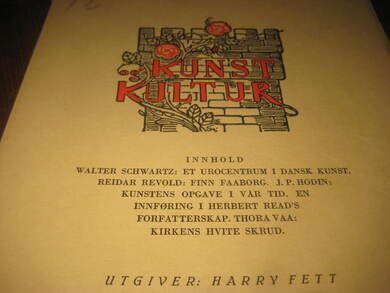 KUNST
KULTUR
INNHOLD
WALTER SCHWARTZ: ET UROCENTRUM I DANSK KUNST.
REIDAR REVOLD: FINN FAABORG. J. P. HODIN:
KUNSTENS OPGAVE I VÅR TID. EN
INNFØRING I HERBERT READ'S
FORFATTERSKAP. THORA VAA:
KIRKENS HVITE SKRUD.
UTGIVER: HARRY FETT